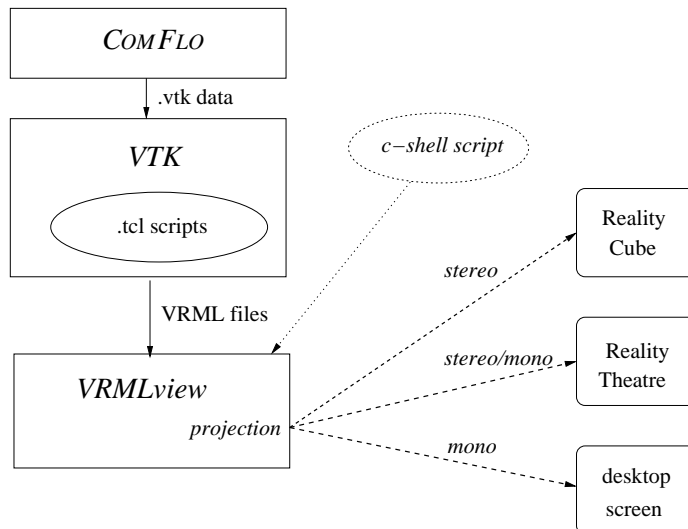 COMFLO
.vtk data
VTK
c−shell script
.tcl scripts
Reality
Cube
stereo
VRML files
VRMLview
projection
stereo/mono
Reality
Theatre
mono
desktop
screen